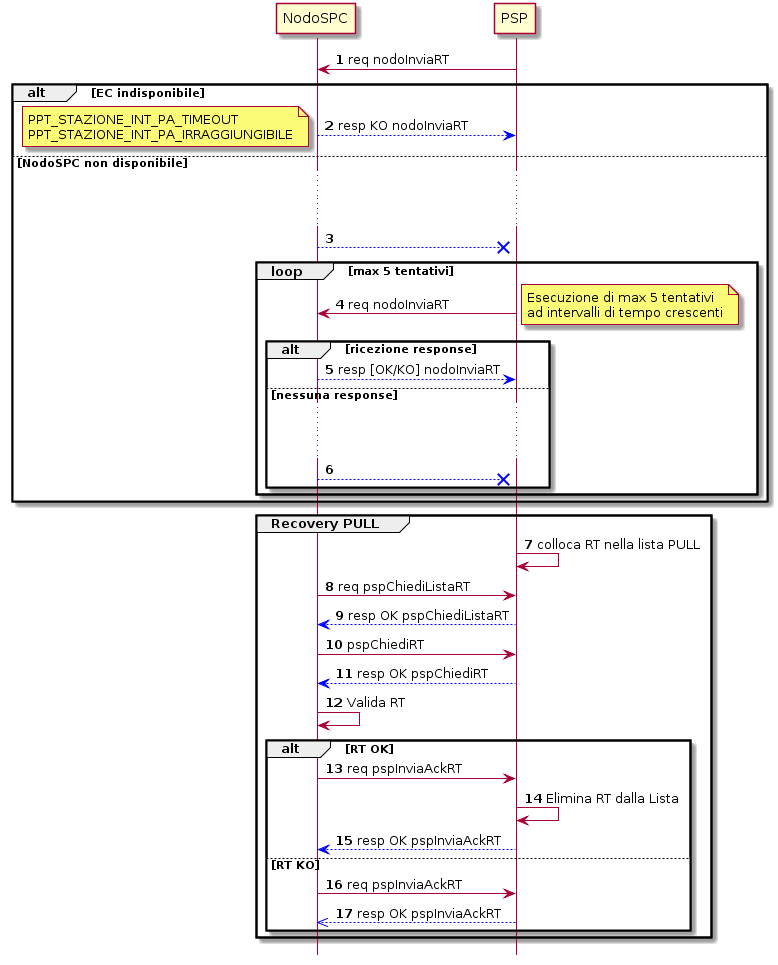 NodoSPC
PSP
1 req nodoInviaRT
alt [EC indisponibile]
PPT_STAZIONE_INT_PA_TIMEOUT
PPT_STAZIONE_INT_PA_IRRAGGIUNGIBILE
2 resp KO nodoInviaRT
[NodoSPC non disponibile]
3
loop [max 5 tentativi]
4 req nodoInviaRT
Esecuzione di max 5 tentativi
ad intervalli di tempo crescenti
alt [ricezione response]
5 resp [OK/KO] nodoInviaRT
[nessuna response]
6
Recovery PULL
7 colloca RT nella lista PULL
8 req pspChiediListaRT
9 resp OK pspChiediListaRT
10 pspChiediRT
11 resp OK pspChiediRT
12 Valida RT
alt [RT OK]
13 req pspInviaAckRT
14 Elimina RT dalla Lista
15 resp OK pspInviaAckRT
[RT KO]
16 req pspInviaAckRT
17 resp OK pspInviaAckRT